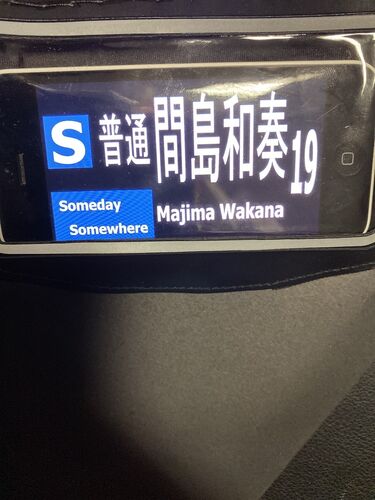 S 普通 間島和奏 19
Someday Majima Wakana
Somewhere